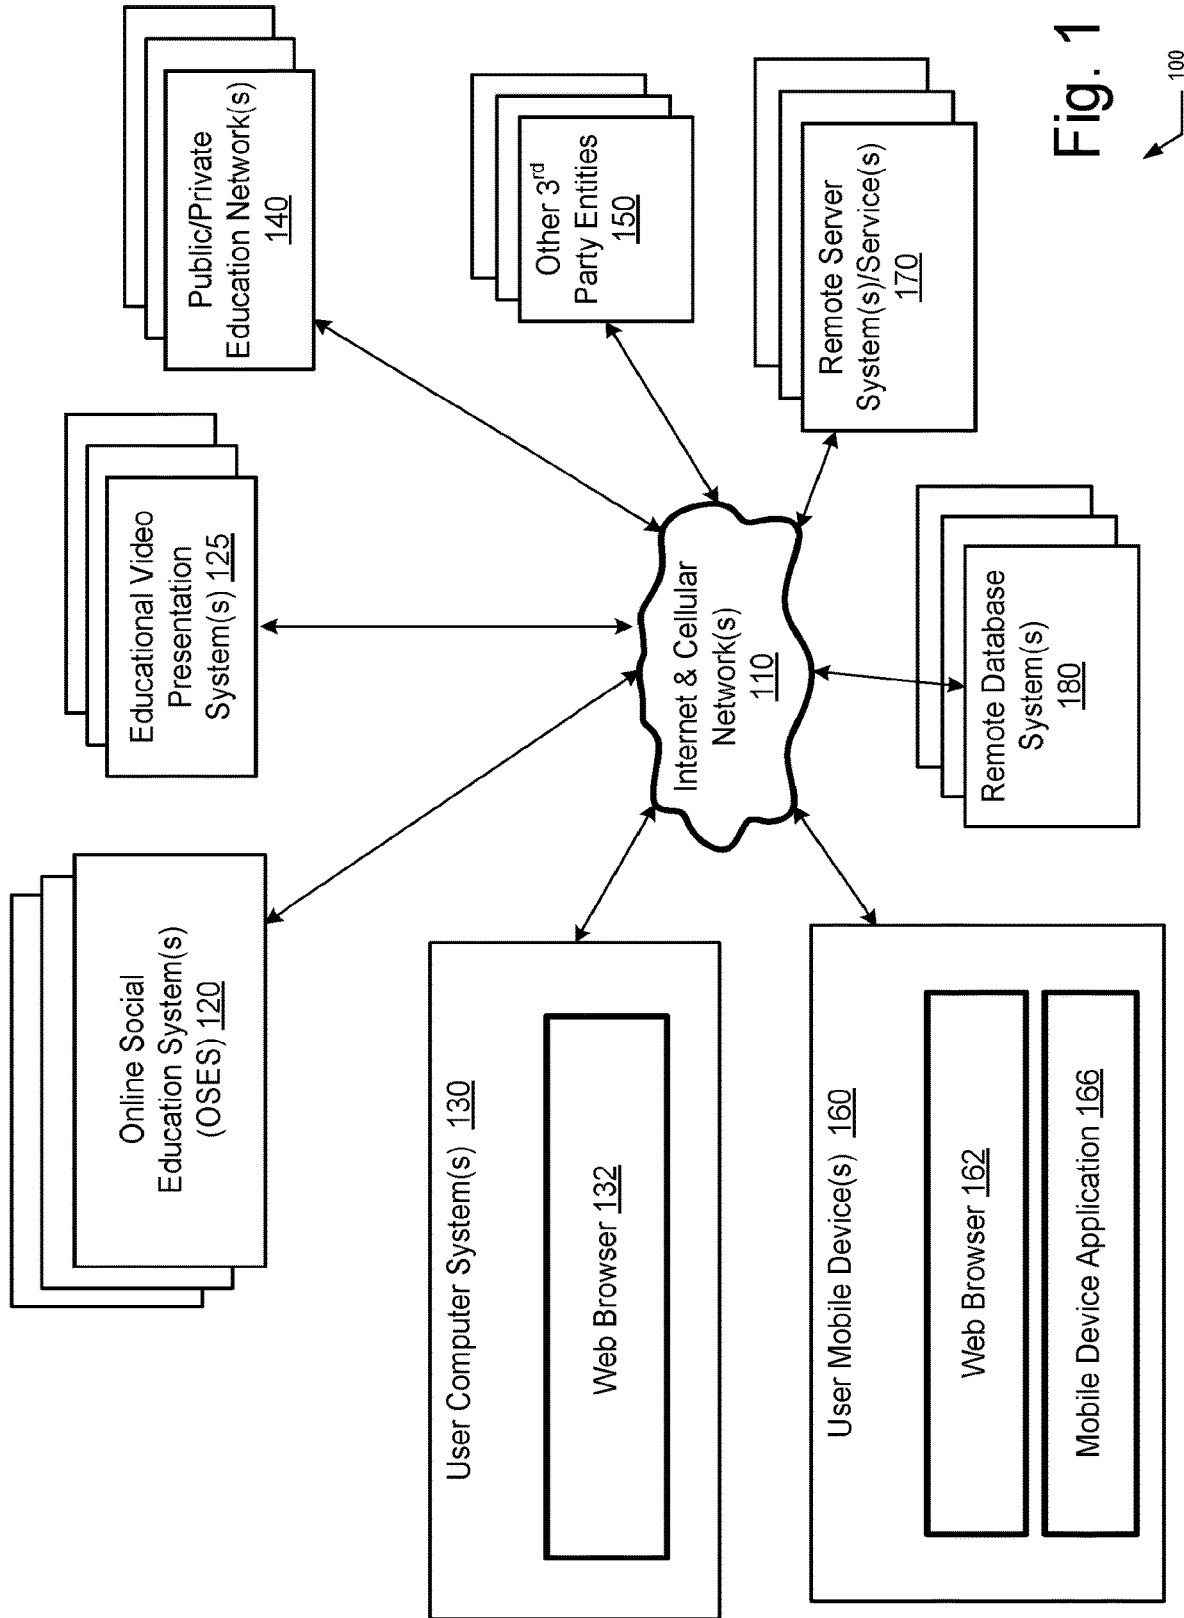 Online Social
Education System(s)
(OSES) 120
Educational Video
Presentation
System(s) 125
Public/Private
Education Network(s)
140
User Computer System(s) 130
Web Browser 132
Internet & Cellular
Network(s)
110
Other 3rd
Party Entities
150
User Mobile Device(s) 160
Web Browser 162
Mobile Device Application 166
Remote Database
System(s)
180
Remote Server
System(s)/Service(s)
170
Fig. 1
100